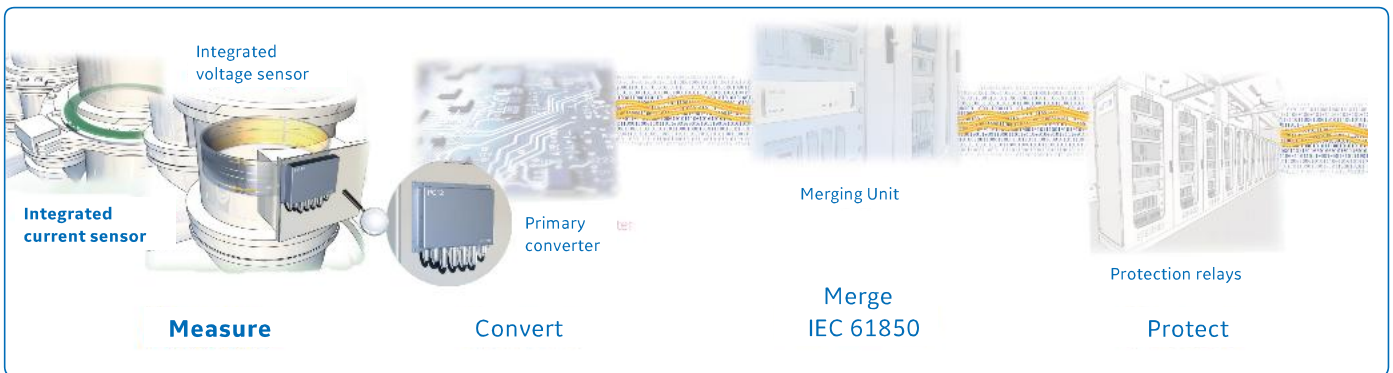 Integrated
voltage sensor
Integrated
current sensor
Primary
converter
Merging Unit
Protection relays
Measure
Convert
Merge
IEC 61850
Protect